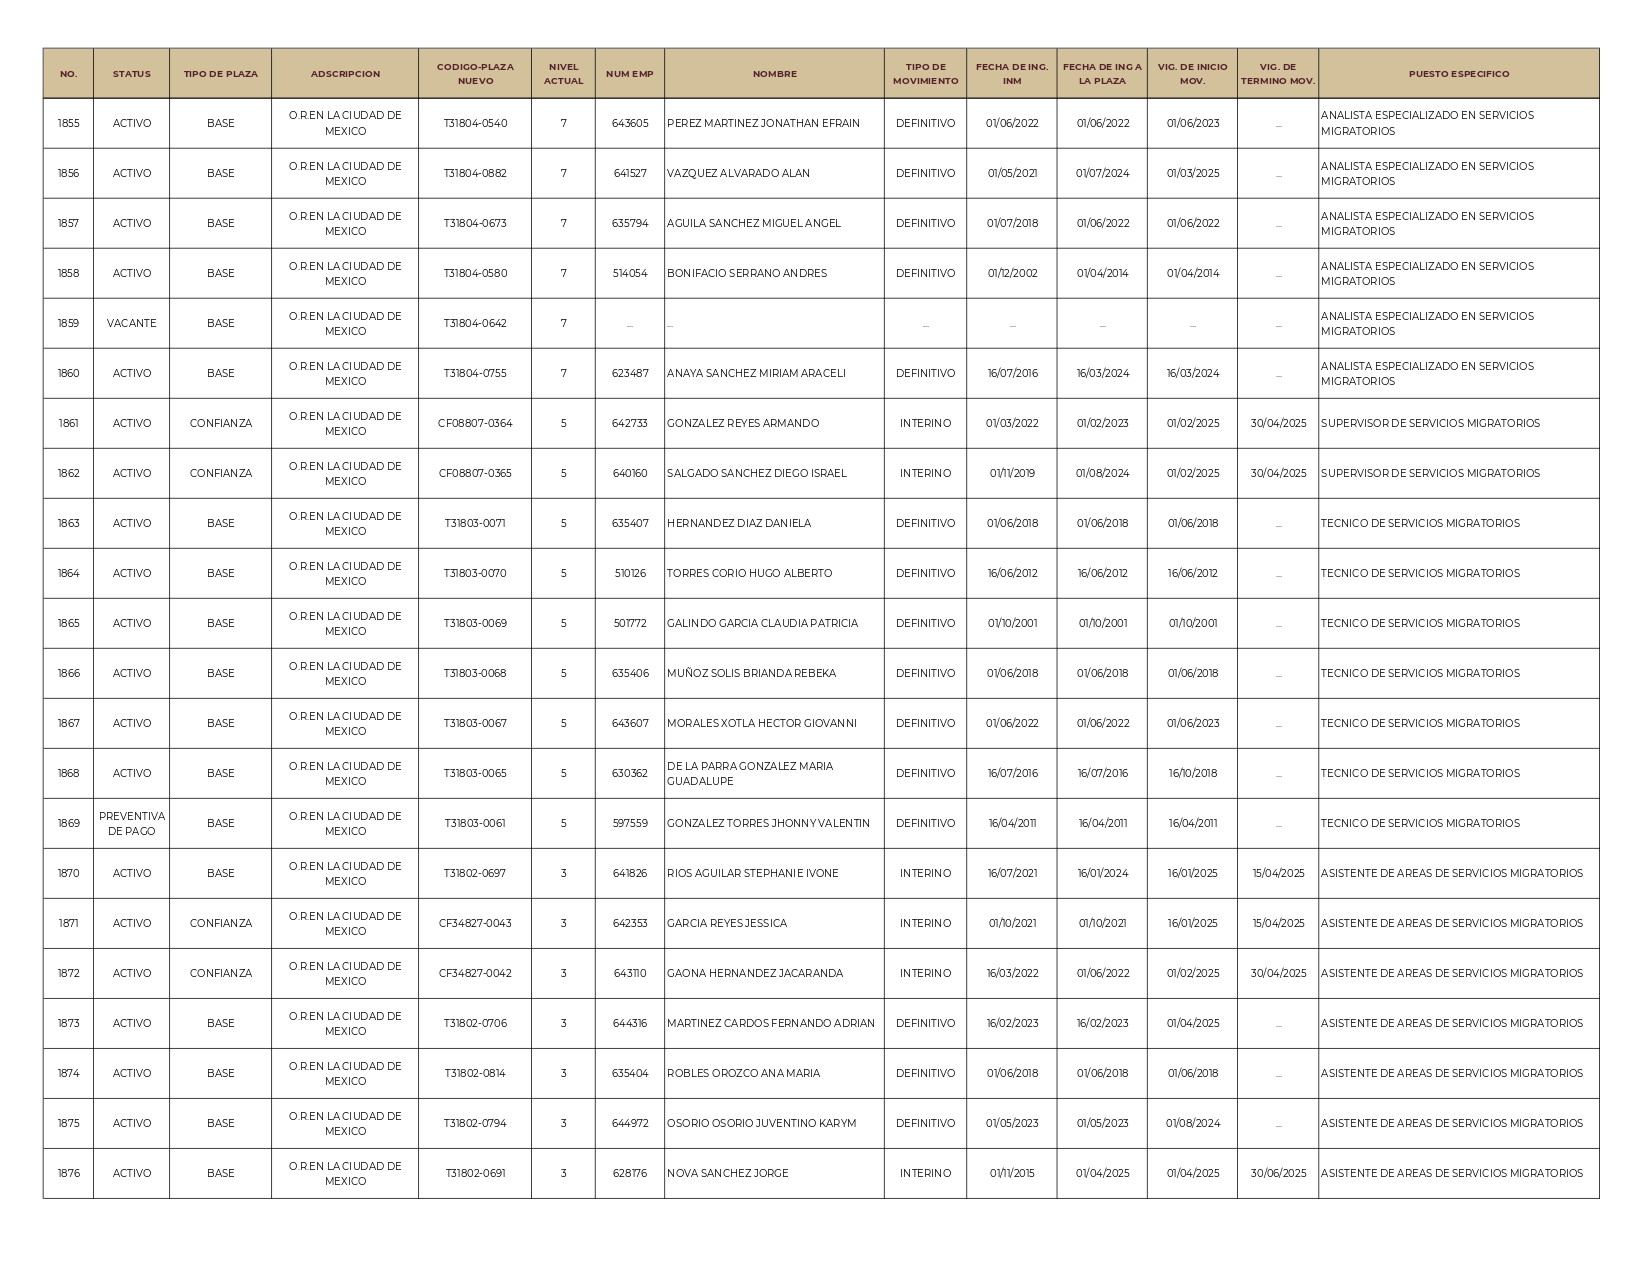 NO. STATUS TIPO DE PLAZA ADSCRIPCION CODIGO-PLAZA NUEVO NIVEL ACTUAL NUM EMP NOMBRE TIPO DE MOVIMIENTO FECHA DE ING. INM FECHA DE ING A LA PLAZA VIG. DE INICIO MOV. VIG. DE TERMINO MOV. PUESTO ESPECIFICO
1855 ACTIVO BASE O.R.EN LA CIUDAD DE MEXICO T31804-0540 7 643605 PEREZ MARTINEZ JONATHAN EFRAIN DEFINITIVO 01/06/2022 01/06/2022 01/06/2023 ... ANALISTA ESPECIALIZADO EN SERVICIOS MIGRATORIOS
1856 ACTIVO BASE O.R.EN LA CIUDAD DE MEXICO T31804-0882 7 641527 VAZQUEZ ALVARADO ALAN DEFINITIVO 01/05/2021 01/07/2024 01/03/2025 ... ANALISTA ESPECIALIZADO EN SERVICIOS MIGRATORIOS
1857 ACTIVO BASE O.R.EN LA CIUDAD DE MEXICO T31804-0673 7 635794 AGUILA SANCHEZ MIGUEL ANGEL DEFINITIVO 01/07/2018 01/06/2022 01/06/2022 ... ANALISTA ESPECIALIZADO EN SERVICIOS MIGRATORIOS
1858 ACTIVO BASE O.R.EN LA CIUDAD DE MEXICO T31804-0580 7 514054 BONIFACIO SERRANO ANDRES DEFINITIVO 01/12/2002 01/04/2014 01/04/2014 ... ANALISTA ESPECIALIZADO EN SERVICIOS MIGRATORIOS
1859 VACANTE BASE O.R.EN LA CIUDAD DE MEXICO T31804-0642 7 ... ... ... ... ... ... ... ANALISTA ESPECIALIZADO EN SERVICIOS MIGRATORIOS
1860 ACTIVO BASE O.R.EN LA CIUDAD DE MEXICO T31804-0755 7 623487 ANAYA SANCHEZ MIRIAM ARACELI DEFINITIVO 16/07/2016 16/03/2024 16/03/2024 ... ANALISTA ESPECIALIZADO EN SERVICIOS MIGRATORIOS
1861 ACTIVO CONFIANZA O.R.EN LA CIUDAD DE MEXICO CF08807-0364 5 642733 GONZALEZ REYES ARMANDO INTERINO 01/03/2022 01/02/2023 01/02/2025 30/04/2025 SUPERVISOR DE SERVICIOS MIGRATORIOS
1862 ACTIVO CONFIANZA O.R.EN LA CIUDAD DE MEXICO CF08807-0365 5 640160 SALGADO SANCHEZ DIEGO ISRAEL INTERINO 01/11/2019 01/08/2024 01/02/2025 30/04/2025 SUPERVISOR DE SERVICIOS MIGRATORIOS
1863 ACTIVO BASE O.R.EN LA CIUDAD DE MEXICO T31803-0071 5 635407 HERNANDEZ DIAZ DANIELA DEFINITIVO 01/06/2018 01/06/2018 01/06/2018 ... TECNICO DE SERVICIOS MIGRATORIOS
1864 ACTIVO BASE O.R.EN LA CIUDAD DE MEXICO T31803-0070 5 510126 TORRES CORIO HUGO ALBERTO DEFINITIVO 16/06/2012 16/06/2012 16/06/2012 ... TECNICO DE SERVICIOS MIGRATORIOS
1865 ACTIVO BASE O.R.EN LA CIUDAD DE MEXICO T31803-0069 5 501772 GALINDO GARCIA CLAUDIA PATRICIA DEFINITIVO 01/10/2001 01/10/2001 01/10/2001 ... TECNICO DE SERVICIOS MIGRATORIOS
1866 ACTIVO BASE O.R.EN LA CIUDAD DE MEXICO T31803-0068 5 635406 MUÑOZ SOLIS BRIANDA REBEKA DEFINITIVO 01/06/2018 01/06/2018 01/06/2018 ... TECNICO DE SERVICIOS MIGRATORIOS
1867 ACTIVO BASE O.R.EN LA CIUDAD DE MEXICO T31803-0067 5 643607 MORALES XOTLA HECTOR GIOVANNI DEFINITIVO 01/06/2022 01/06/2022 01/06/2023 ... TECNICO DE SERVICIOS MIGRATORIOS
1868 ACTIVO BASE O.R.EN LA CIUDAD DE MEXICO T31803-0065 5 630362 DE LA PARRA GONZALEZ MARIA GUADALUPE DEFINITIVO 16/07/2016 16/07/2016 16/10/2018 ... TECNICO DE SERVICIOS MIGRATORIOS
1869 PREVENTIVA DE PAGO BASE O.R.EN LA CIUDAD DE MEXICO T31803-0061 5 597559 GONZALEZ TORRES JHONNY VALENTIN DEFINITIVO 16/04/2011 16/04/2011 16/04/2011 ... TECNICO DE SERVICIOS MIGRATORIOS
1870 ACTIVO BASE O.R.EN LA CIUDAD DE MEXICO T31802-0697 3 641826 RIOS AGUILAR STEPHANIE IVONE INTERINO 16/07/2021 16/01/2024 16/01/2025 15/04/2025 ASISTENTE DE AREAS DE SERVICIOS MIGRATORIOS
1871 ACTIVO CONFIANZA O.R.EN LA CIUDAD DE MEXICO CF34827-0043 3 642353 GARCIA REYES JESSICA INTERINO 01/10/2021 01/10/2021 16/01/2025 15/04/2025 ASISTENTE DE AREAS DE SERVICIOS MIGRATORIOS
1872 ACTIVO CONFIANZA O.R.EN LA CIUDAD DE MEXICO CF34827-0042 3 643110 GAONA HERNANDEZ JACARANDA INTERINO 16/03/2022 01/06/2022 01/02/2025 30/04/2025 ASISTENTE DE AREAS DE SERVICIOS MIGRATORIOS
1873 ACTIVO BASE O.R.EN LA CIUDAD DE MEXICO T31802-0706 3 644316 MARTINEZ CARDOS FERNANDO ADRIAN DEFINITIVO 16/02/2023 16/02/2023 01/04/2025 ... ASISTENTE DE AREAS DE SERVICIOS MIGRATORIOS
1874 ACTIVO BASE O.R.EN LA CIUDAD DE MEXICO T31802-0814 3 635404 ROBLES OROZCO ANA MARIA DEFINITIVO 01/06/2018 01/06/2018 01/06/2018 ... ASISTENTE DE AREAS DE SERVICIOS MIGRATORIOS
1875 ACTIVO BASE O.R.EN LA CIUDAD DE MEXICO T31802-0794 3 644972 OSORIO OSORIO JUVENTINO KARYM DEFINITIVO 01/05/2023 01/05/2023 01/08/2024 ... ASISTENTE DE AREAS DE SERVICIOS MIGRATORIOS
1876 ACTIVO BASE O.R.EN LA CIUDAD DE MEXICO T31802-0691 3 628176 NOVA SANCHEZ JORGE INTERINO 01/11/2015 01/04/2025 01/04/2025 30/06/2025 ASISTENTE DE AREAS DE SERVICIOS MIGRATORIOS